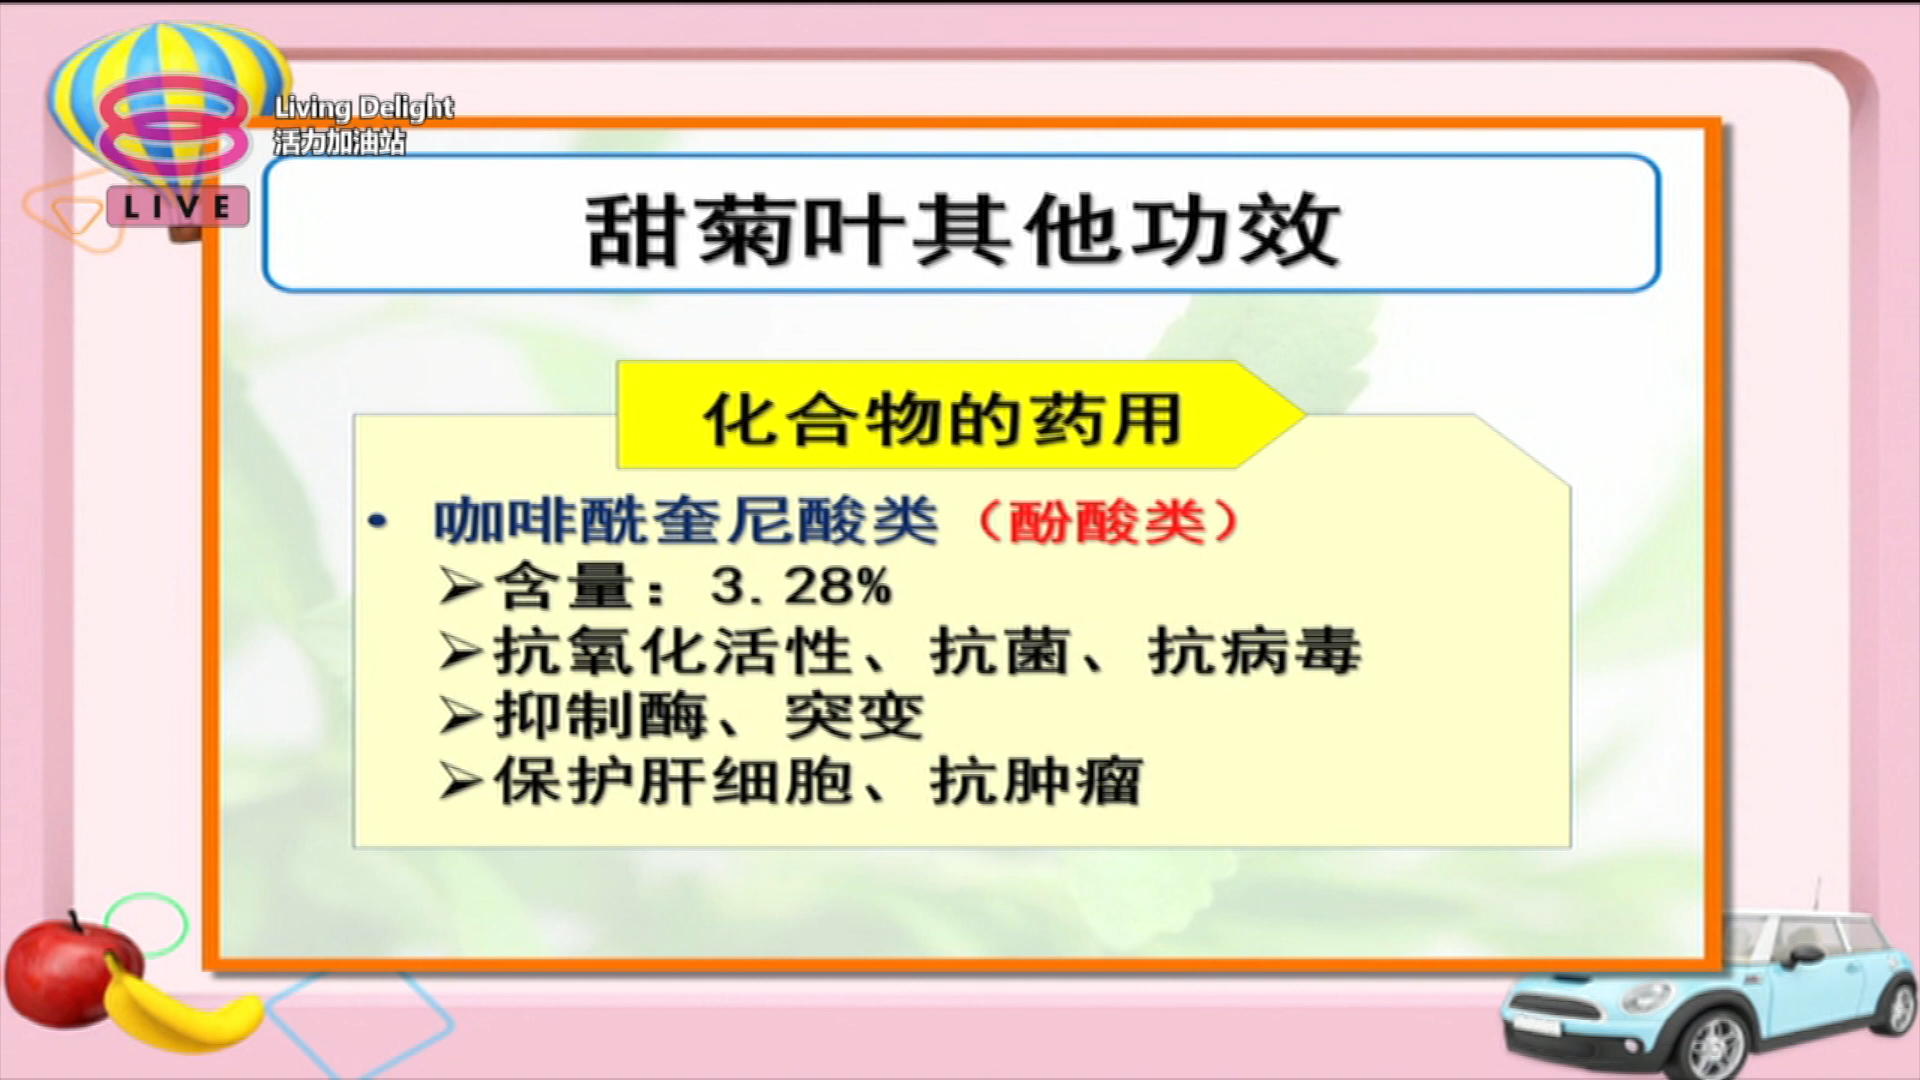 Living Delight
活力加油站
LIVE
甜菊叶其他功效
化合物的药用
• 咖啡酰奎尼酸类（酚酸类）
➢含量：3.28%
➢抗氧化活性、抗菌、抗病毒
➢抑制酶、突变
➢保护肝细胞、抗肿瘤